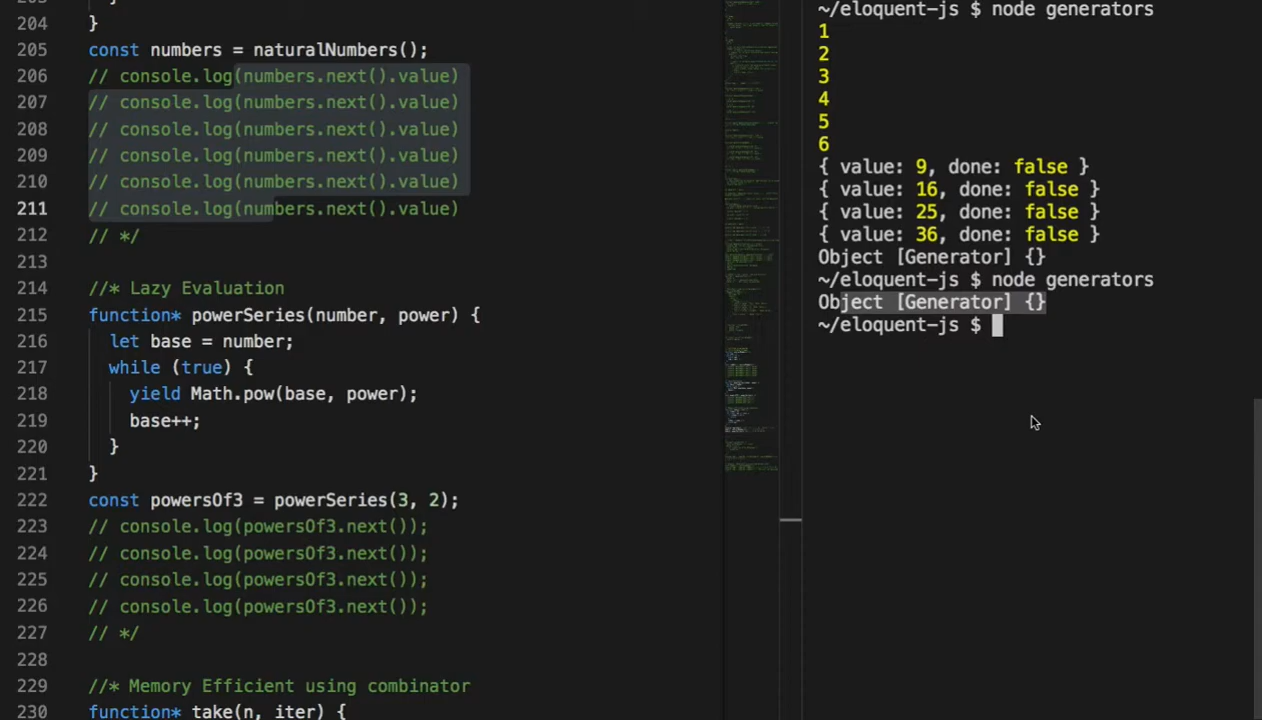 204 }
205 const numbers = naturalNumbers();
206 // console.log(numbers.next().value)
207 // console.log(numbers.next().value)
208 // console.log(numbers.next().value)
209 // console.log(numbers.next().value)
210 // console.log(numbers.next().value)
211 // console.log(numbers.next().value)
212 // */
213
214 //* Lazy Evaluation
215 function* powerSeries(number, power) {
216 let base = number;
217 while (true) {
218 yield Math.pow(base, power);
219 base++;
220 }
221 }
222 const powersOf3 = powerSeries(3, 2);
223 // console.log(powersOf3.next());
224 // console.log(powersOf3.next());
225 // console.log(powersOf3.next());
226 // console.log(powersOf3.next());
227 // */
228
229 //* Memory Efficient using combinator
230 function* take(n, iter) {
~/eloquent-js $ node generators
1
2
3
4
5
6
{ value: 9, done: false }
{ value: 16, done: false }
{ value: 25, done: false }
{ value: 36, done: false }
Object [Generator] {}
~/eloquent-js $ node generators
Object [Generator] {}
~/eloquent-js $